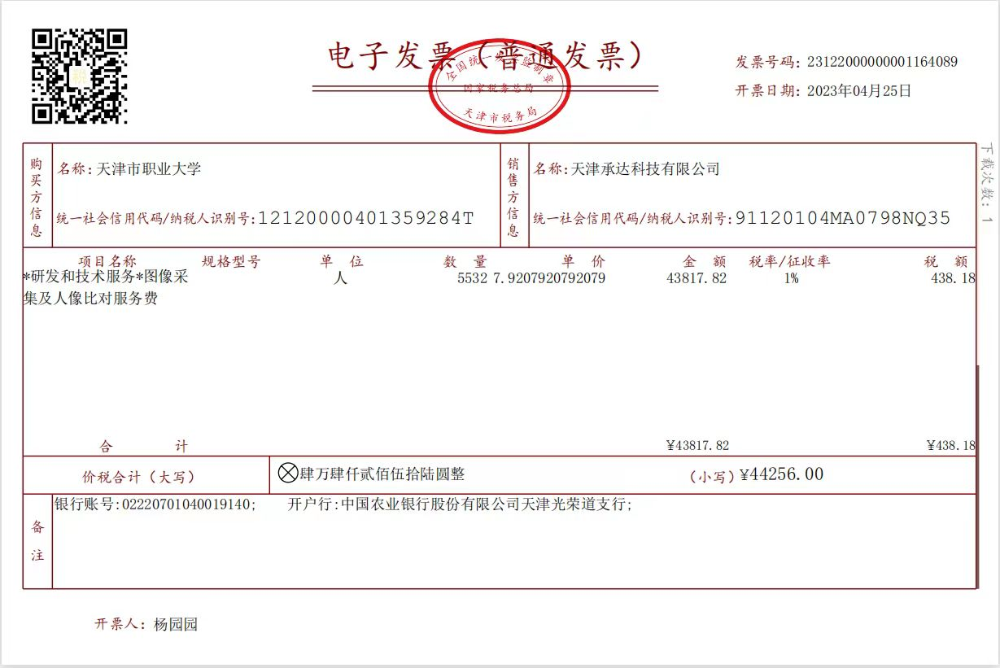 电子发票（普通发票）
全国统一发票监制章
国家税务总局
天津市税务局
税
发票号码: 23122000000001164089
开票日期: 2023年04月25日
下载次数: 1
购买方信息
名称: 天津市职业大学
统一社会信用代码/纳税人识别号: 12120000401359284T
销售方信息
名称: 天津承达科技有限公司
统一社会信用代码/纳税人识别号: 91120104MA0798NQ35
项目名称 规格型号 单位 数量 单价 金额 税率/征收率 税额
*研发和技术服务*图像采 人 5532 7.9207920792079 43817.82 1% 438.18
集及人像比对服务费
合计 ¥43817.82 ¥438.18
价税合计（大写） ⊗肆万肆仟贰佰伍拾陆圆整 （小写）¥44256.00
备注
银行账号:02220701040019140; 开户行:中国农业银行股份有限公司天津光荣道支行;
开票人: 杨园园